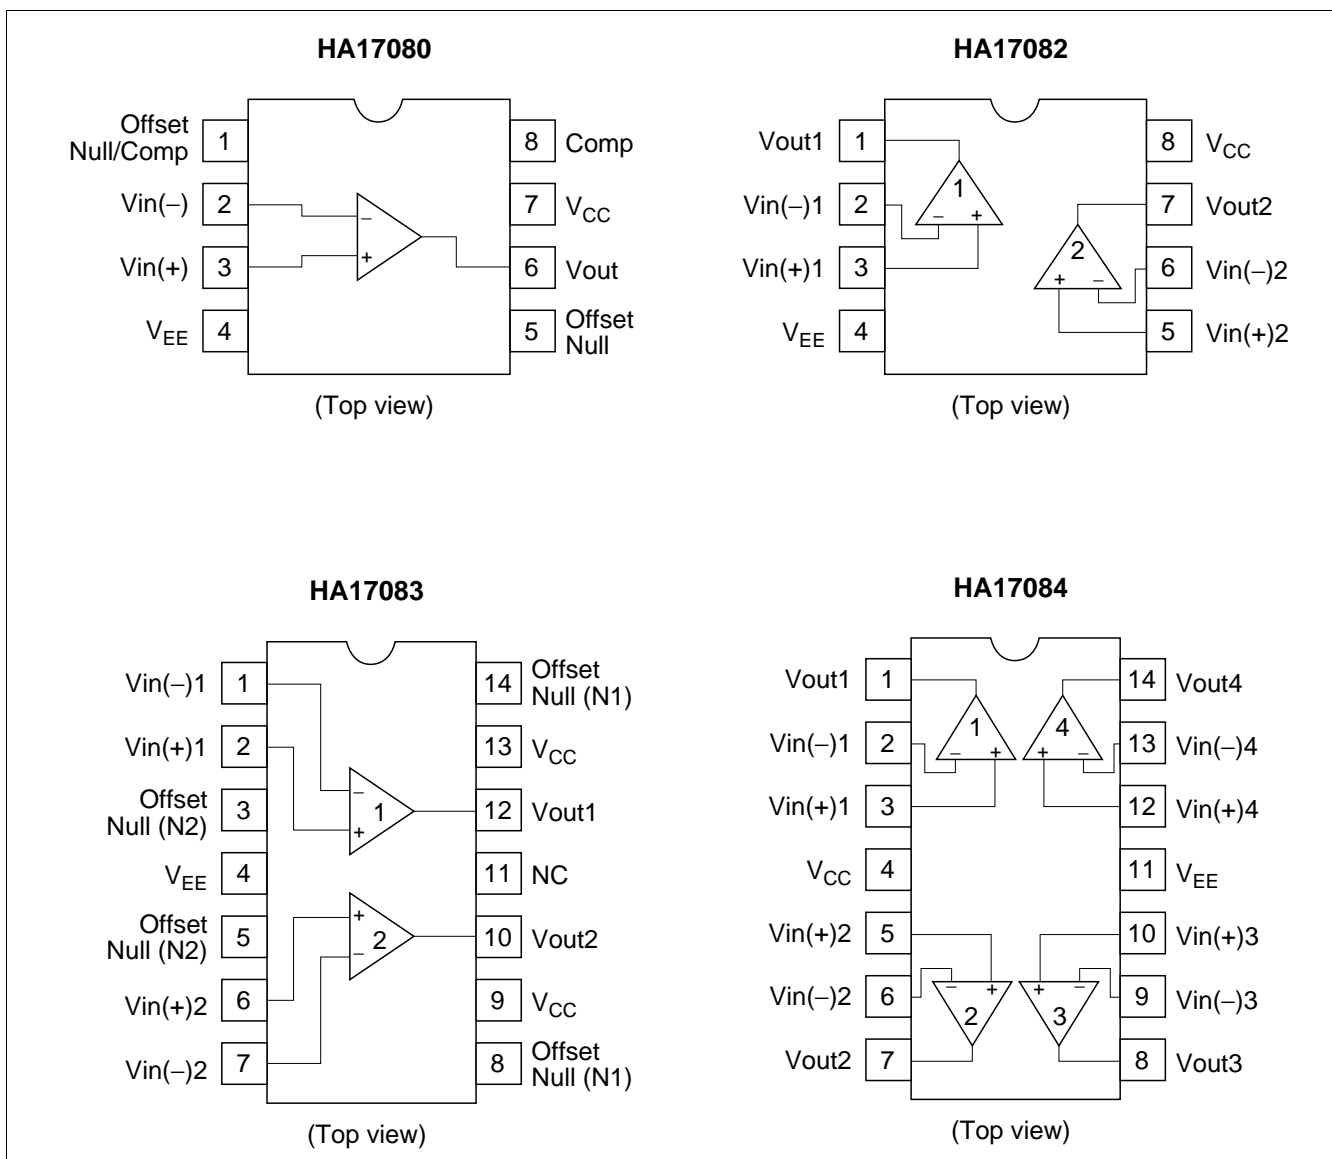 HA17080
Offset
Null/Comp
1
8
Comp
Vin(–)
2
–
7
VCC
Vin(+)
3
+
6
Vout
VEE
4
5
Offset
Null
(Top view)
HA17082
Vout1
1
8
VCC
1
Vin(–)1
2
– +
7
Vout2
2
Vin(+)1
3
+ –
6
Vin(–)2
VEE
4
5
Vin(+)2
(Top view)
HA17083
Vin(–)1
1
14
Offset
Null (N1)
Vin(+)1
2
13
VCC
Offset
Null (N2)
3
–
1
+
12
Vout1
VEE
4
11
NC
Offset
Null (N2)
5
+
2
–
10
Vout2
Vin(+)2
6
9
VCC
Vin(–)2
7
8
Offset
Null (N1)
(Top view)
HA17084
Vout1
1
14
Vout4
1
4
Vin(–)1
2
– +
+ –
13
Vin(–)4
Vin(+)1
3
12
Vin(+)4
VCC
4
11
VEE
Vin(+)2
5
10
Vin(+)3
Vin(–)2
6
– +
+ –
9
Vin(–)3
2
3
Vout2
7
8
Vout3
(Top view)